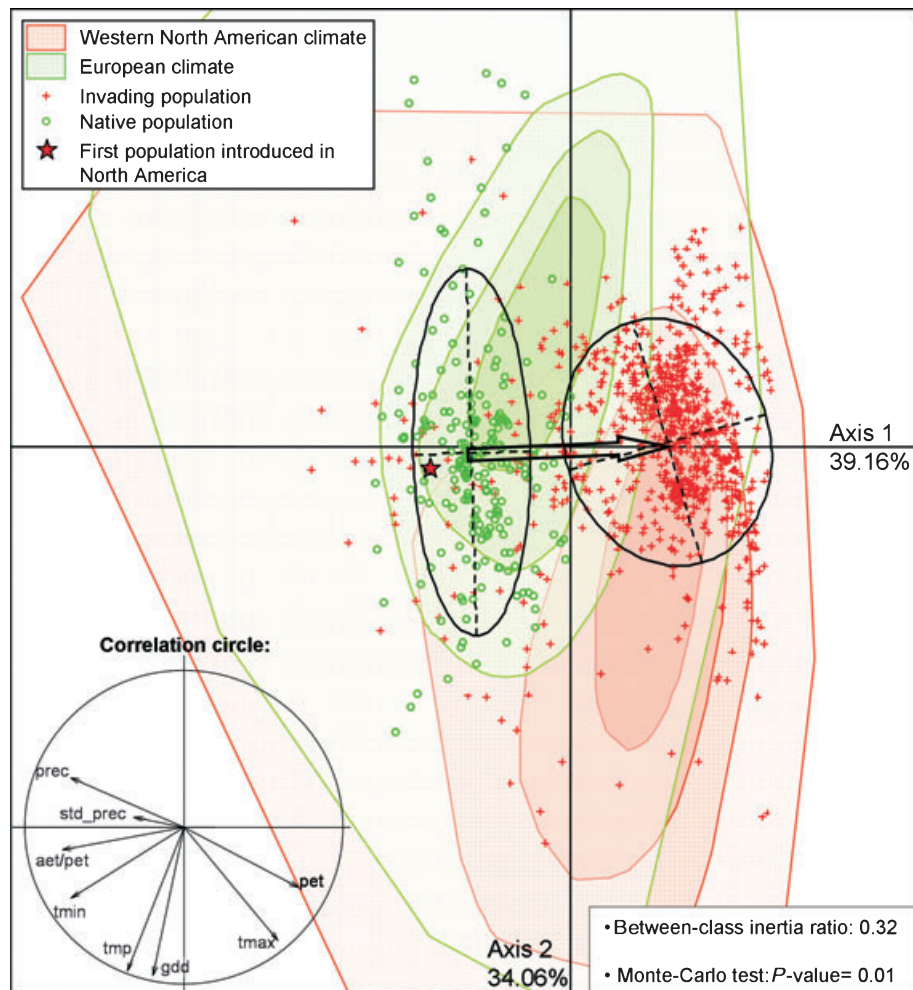 Western North American climate
European climate
Invading population
Native population
First population introduced in
North America
Axis 1
39.16%
Correlation circle:
prec
std_prec
aet/pet
tmin
tmp
gdd
tmax
pet
Axis 2
34.06%
• Between-class inertia ratio: 0.32
• Monte-Carlo test: P-value= 0.01